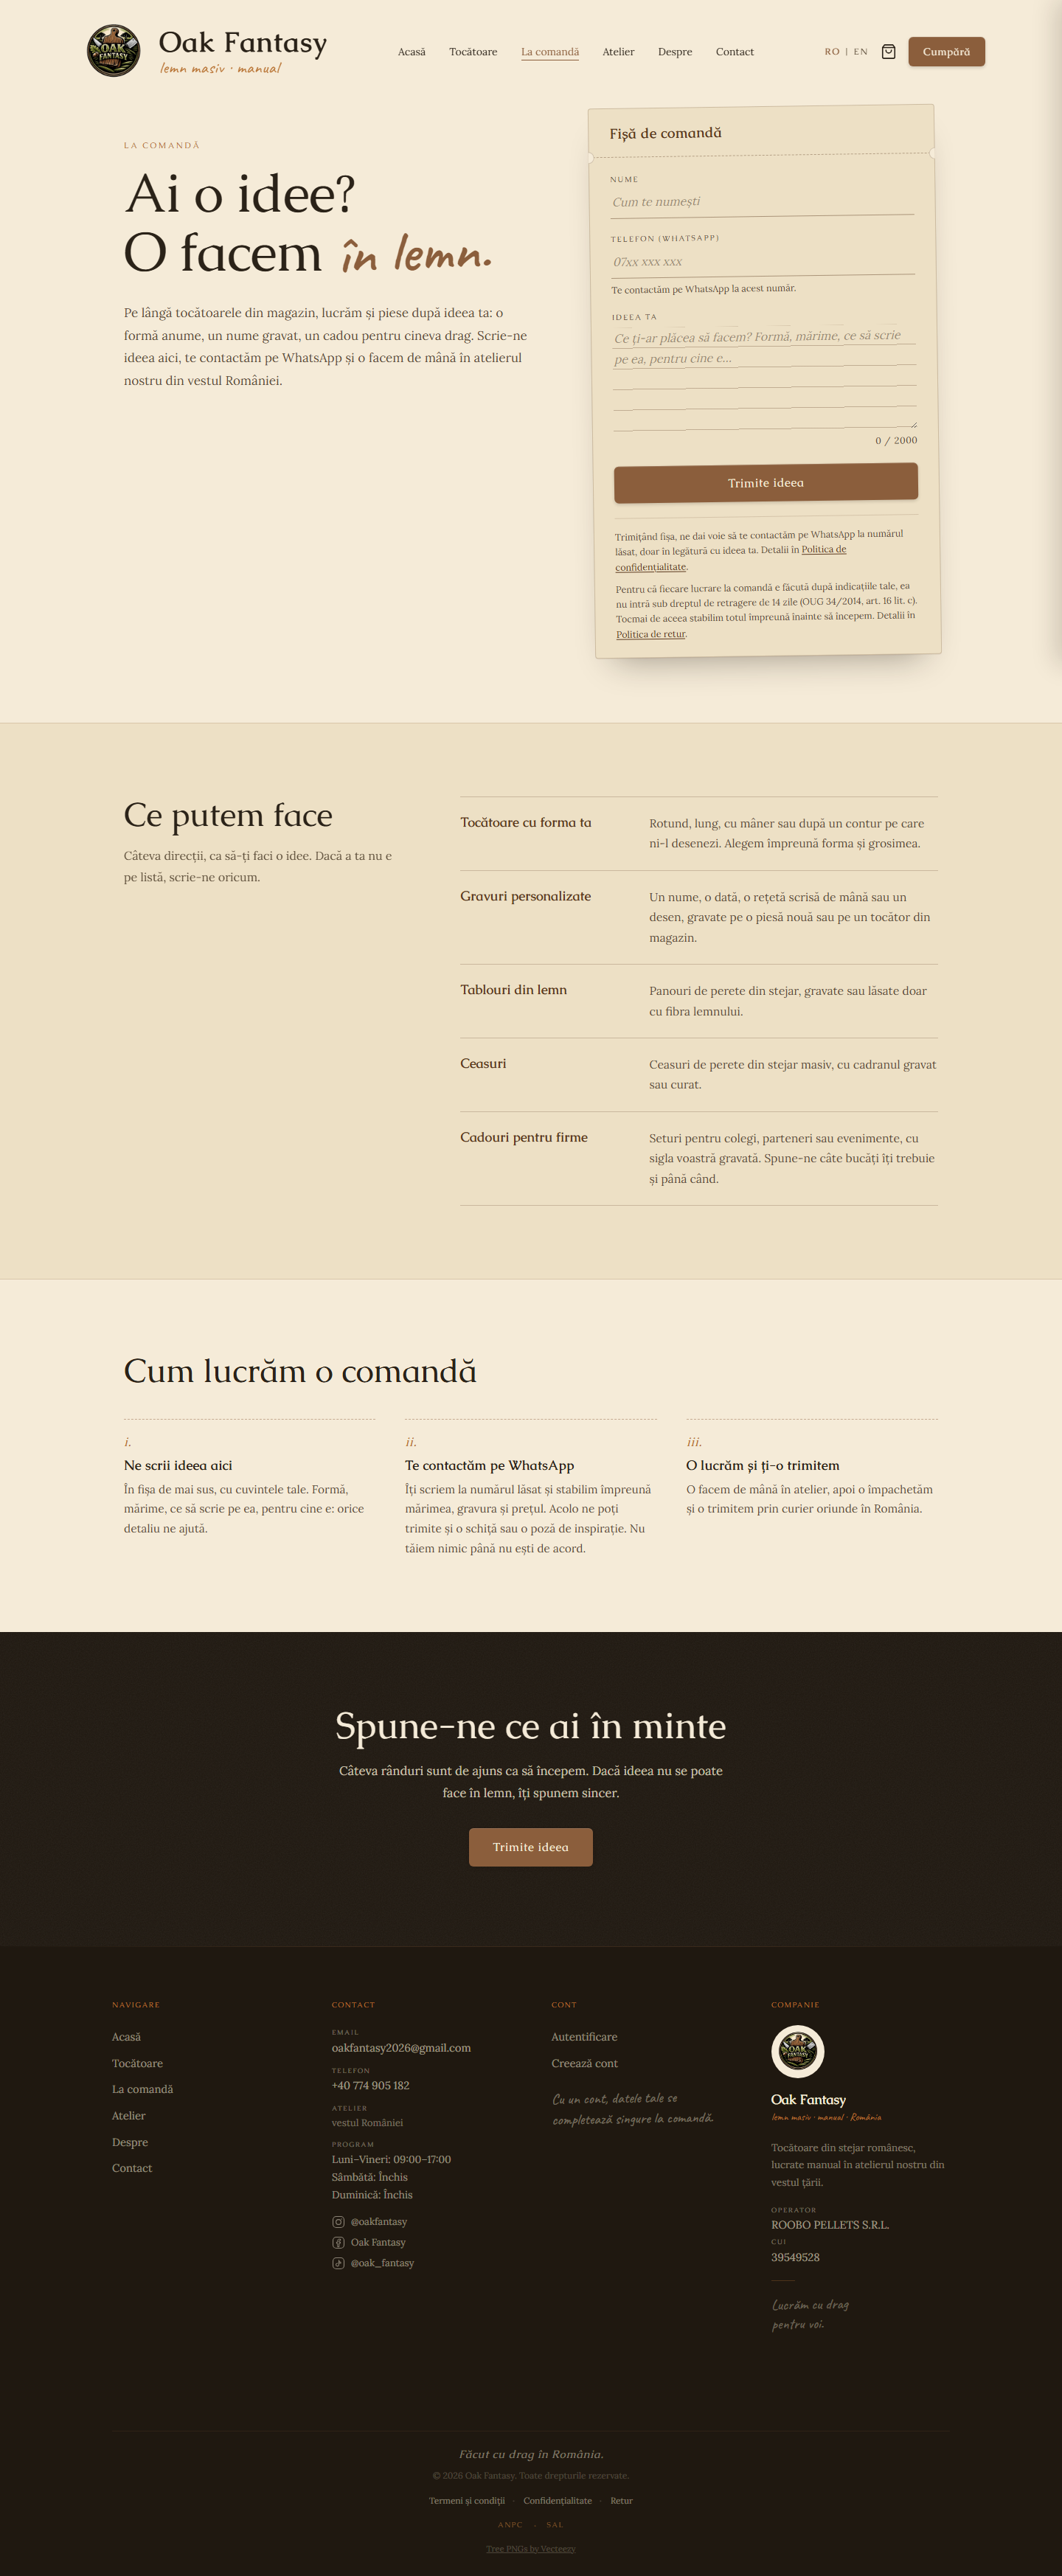 OAK
FANTASY
Oak Fantasy
lemn masiv · manual
Acasă
Tocătoare
La comandă
Atelier
Despre
Contact
RO | EN
Cumpără
LA COMANDĂ
Ai o idee?
O facem în lemn.
Pe lângă tocătoarele din magazin, lucrăm și piese după ideea ta: o
formă anume, un nume gravat, un cadou pentru cineva drag. Scrie-ne
ideea aici, te contactăm pe WhatsApp și o facem de mână în atelierul
nostru din vestul României.
Fișă de comandă
NUME
Cum te numești
TELEFON (WHATSAPP)
07xx xxx xxx
Te contactăm pe WhatsApp la acest număr.
IDEEA TA
Ce ți-ar plăcea să facem? Formă, mărime, ce să scrie
pe ea, pentru cine e...
0 / 2000
Trimite ideea
Trimițând fișa, ne dai voie să te contactăm pe WhatsApp la numărul
lăsat, doar în legătură cu ideea ta. Detalii în Politica de
confidențialitate.
Pentru că fiecare lucrare la comandă e făcută după indicațiile tale, ea
nu intră sub dreptul de retragere de 14 zile (OUG 34/2014, art. 16 lit. c).
Tocmai de aceea stabilim totul împreună înainte să începem. Detalii în
Politica de retur.
Ce putem face
Câteva direcții, ca să-ți faci o idee. Dacă a ta nu e
pe listă, scrie-ne oricum.
Tocătoare cu forma ta
Rotund, lung, cu mâner sau după un contur pe care
ni-l desenezi. Alegem împreună forma și grosimea.
Gravuri personalizate
Un nume, o dată, o rețetă scrisă de mână sau un
desen, gravate pe o piesă nouă sau pe un tocător din
magazin.
Tablouri din lemn
Panouri de perete din stejar, gravate sau lăsate doar
cu fibra lemnului.
Ceasuri
Ceasuri de perete din stejar masiv, cu cadranul gravat
sau curat.
Cadouri pentru firme
Seturi pentru colegi, parteneri sau evenimente, cu
sigla voastră gravată. Spune-ne câte bucăți îți trebuie
și până când.
Cum lucrăm o comandă
i.
Ne scrii ideea aici
În fișa de mai sus, cu cuvintele tale. Formă,
mărime, ce să scrie pe ea, pentru cine e: orice
detaliu ne ajută.
ii.
Te contactăm pe WhatsApp
Îți scriem la numărul lăsat și stabilim împreună
mărimea, gravura și prețul. Acolo ne poți
trimite și o schiță sau o poză de inspirație. Nu
tăiem nimic până nu ești de acord.
iii.
O lucrăm și ți-o trimitem
O facem de mână în atelier, apoi o împachetăm
și o trimitem prin curier oriunde în România.
Spune-ne ce ai în minte
Câteva rânduri sunt de ajuns ca să începem. Dacă ideea nu se poate
face în lemn, îți spunem sincer.
Trimite ideea
NAVIGARE
Acasă
Tocătoare
La comandă
Atelier
Despre
Contact
CONTACT
EMAIL
oakfantasy2026@gmail.com
TELEFON
+40 774 905 182
ATELIER
vestul României
PROGRAM
Luni–Vineri: 09:00–17:00
Sâmbătă: Închis
Duminică: Închis
@oakfantasy
Oak Fantasy
@oak_fantasy
CONT
Autentificare
Creează cont
Cu un cont, datele tale se
completează singure la comandă.
COMPANIE
OAK
FANTASY
Oak Fantasy
lemn masiv · manual · România
Tocătoare din stejar românesc,
lucrate manual în atelierul nostru din
vestul țării.
OPERATOR
ROOBO PELLETS S.R.L.
CUI
39549528
Lucrăm cu drag
pentru voi.
Făcut cu drag în România.
© 2026 Oak Fantasy. Toate drepturile rezervate.
Termeni și condiții · Confidențialitate · Retur
ANPC · SAL
Tree PNGs by Vecteezy